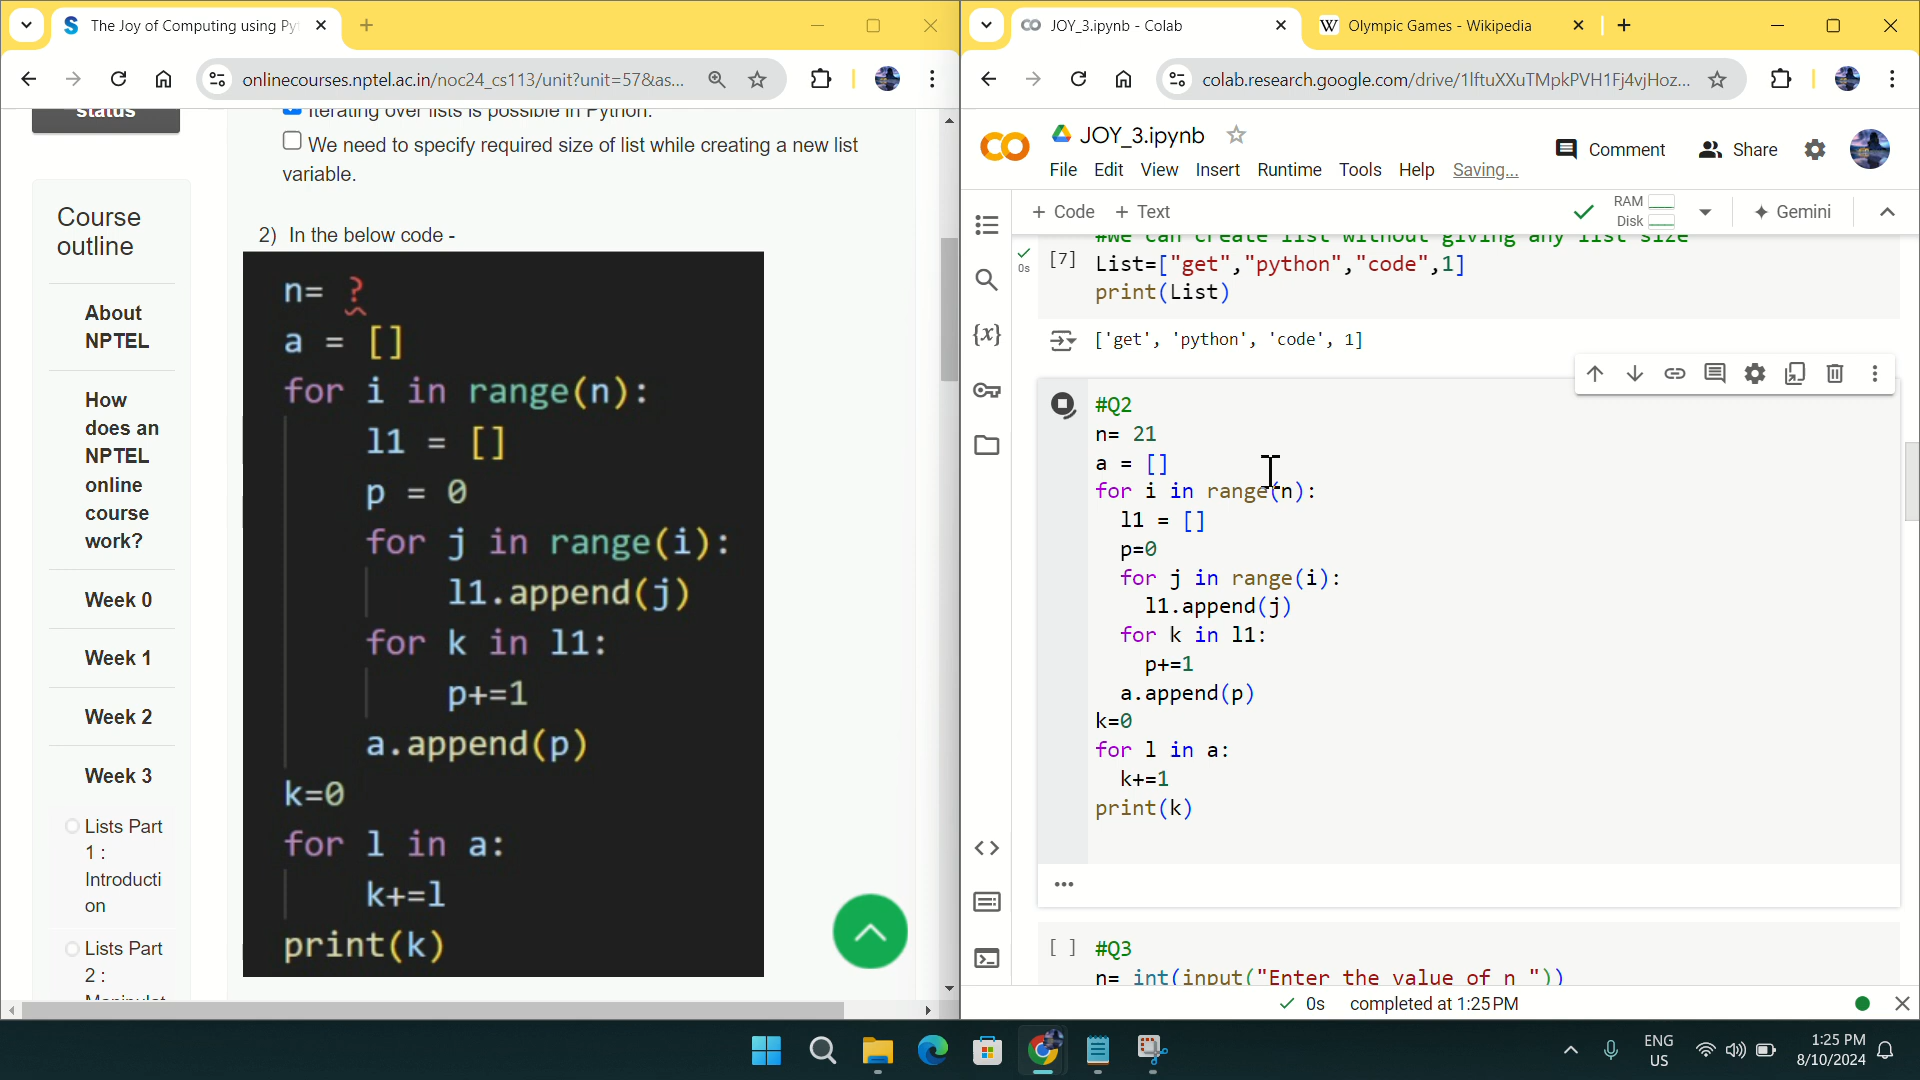 The Joy of Computing using Py
onlinecourses.nptel.ac.in/noc24_cs113/unit?unit=57&as...
status
Iterating over lists is possible in Python.
We need to specify required size of list while creating a new list
variable.
Course
outline
About
NPTEL
How
does an
NPTEL
online
course
work?
Week 0
Week 1
Week 2
Week 3
Lists Part
1 :
Introducti
on
Lists Part
2 :
Manipulat
2) In the below code -
n= ?
a = []
for i in range(n):
l1 = []
p = 0
for j in range(i):
l1.append(j)
for k in l1:
p+=1
a.append(p)
k=0
for l in a:
k+=l
print(k)
JOY_3.ipynb - Colab
Olympic Games - Wikipedia
colab.research.google.com/drive/1lftuXXuTMpkPVH1Fj4vjHoz...
JOY_3.ipynb
File Edit View Insert Runtime Tools Help Saving...
Comment
Share
+ Code + Text
RAM
Disk
Gemini
#We can create list without giving any list size
0s
[7]
List=["get","python","code",1]
print(List)
['get', 'python', 'code', 1]
#Q2
n= 21
a = []
for i in range(n):
l1 = []
p=0
for j in range(i):
l1.append(j)
for k in l1:
p+=1
a.append(p)
k=0
for l in a:
k+=1
print(k)
[ ]
#Q3
n= int(input("Enter the value of n "))
0s completed at 1:25 PM
ENG
US
1:25 PM
8/10/2024